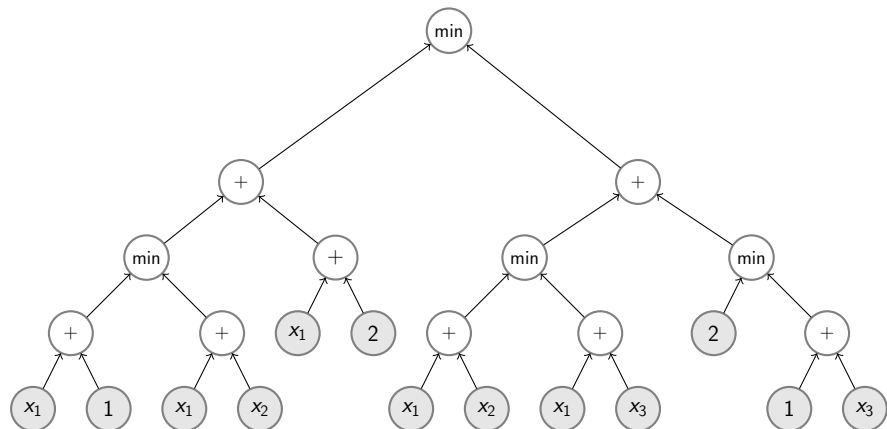 min
+ +
min + min min
+ + x₁ 2 + + 2 +
x₁ 1 x₁ x₂ x₁ x₂ x₁ x₃ 1 x₃